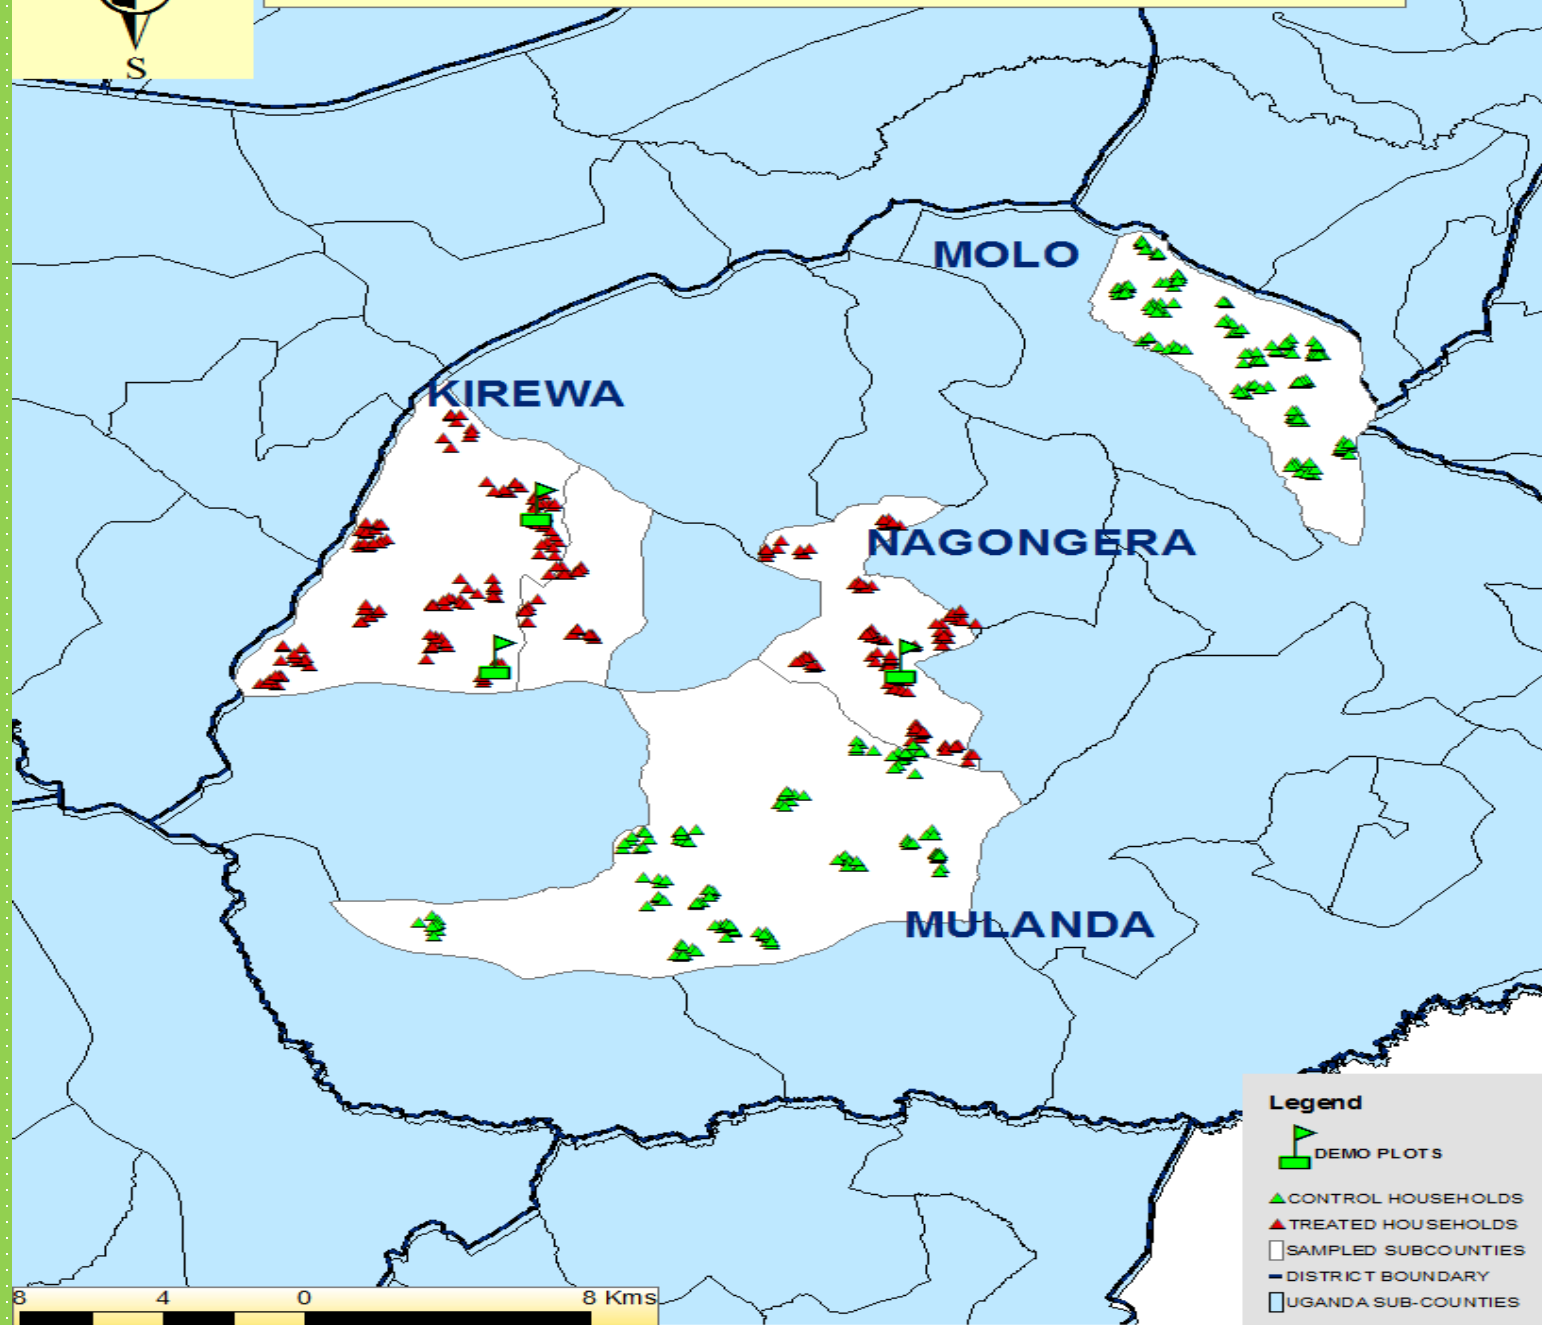 S
MOLO
KIREWA
NAGONGERA
MULANDA
Legend
DEMO PLOTS
CONTROL HOUSEHOLDS
TREATED HOUSEHOLDS
SAMPLED SUBCOUNTIES
DISTRICT BOUNDARY
UGANDA SUB-COUNTIES
8 4 0 8 Kms